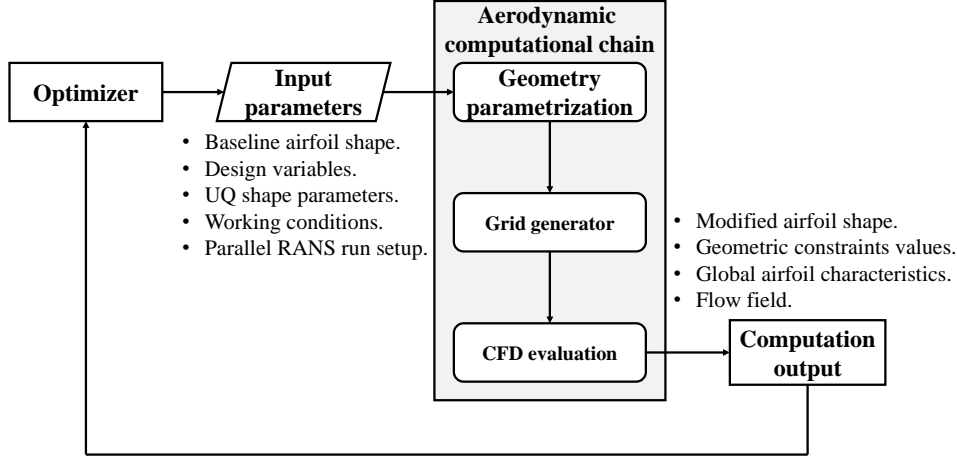 Aerodynamic
computational chain
Optimizer
Input
parameters
Geometry
parametrization
• Baseline airfoil shape.
• Design variables.
• UQ shape parameters.
• Working conditions.
• Parallel RANS run setup.
Grid generator
• Modified airfoil shape.
• Geometric constraints values.
• Global airfoil characteristics.
• Flow field.
CFD evaluation
Computation
output